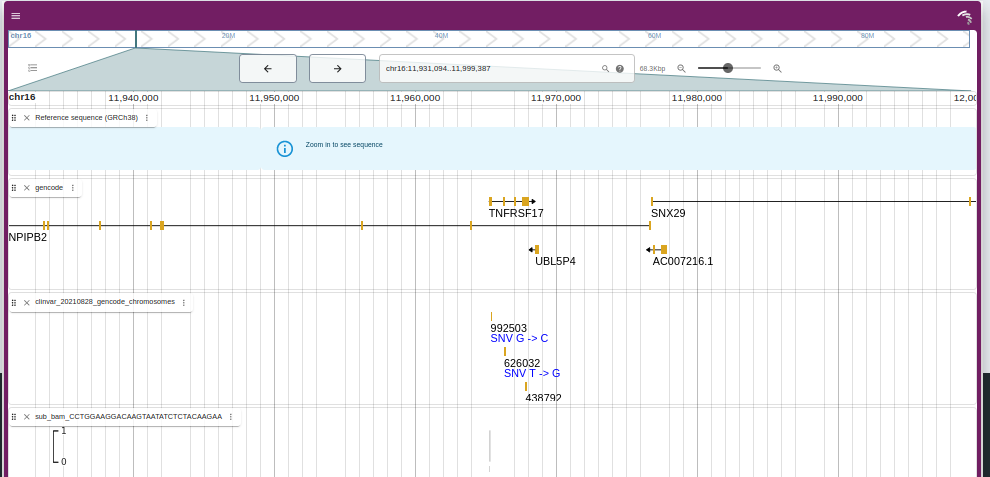 chr16 20M 40M 60M 80M
chr16:11,931,094..11,999,387 68.3Kbp
chr16 11,940,000 11,950,000 11,960,000 11,970,000 11,980,000 11,990,000 12,00
Reference sequence (GRCh38)
Zoom in to see sequence
gencode
TNFRSF17 SNX29
NPIPB2
UBL5P4 AC007216.1
clinvar_20210828_gencode_chromosomes
992503
SNV G -> C
626032
SNV T -> G
438792
sub_bam_CCTGGAAGGACAAGTAATATCTCTACAAGAA
1
0